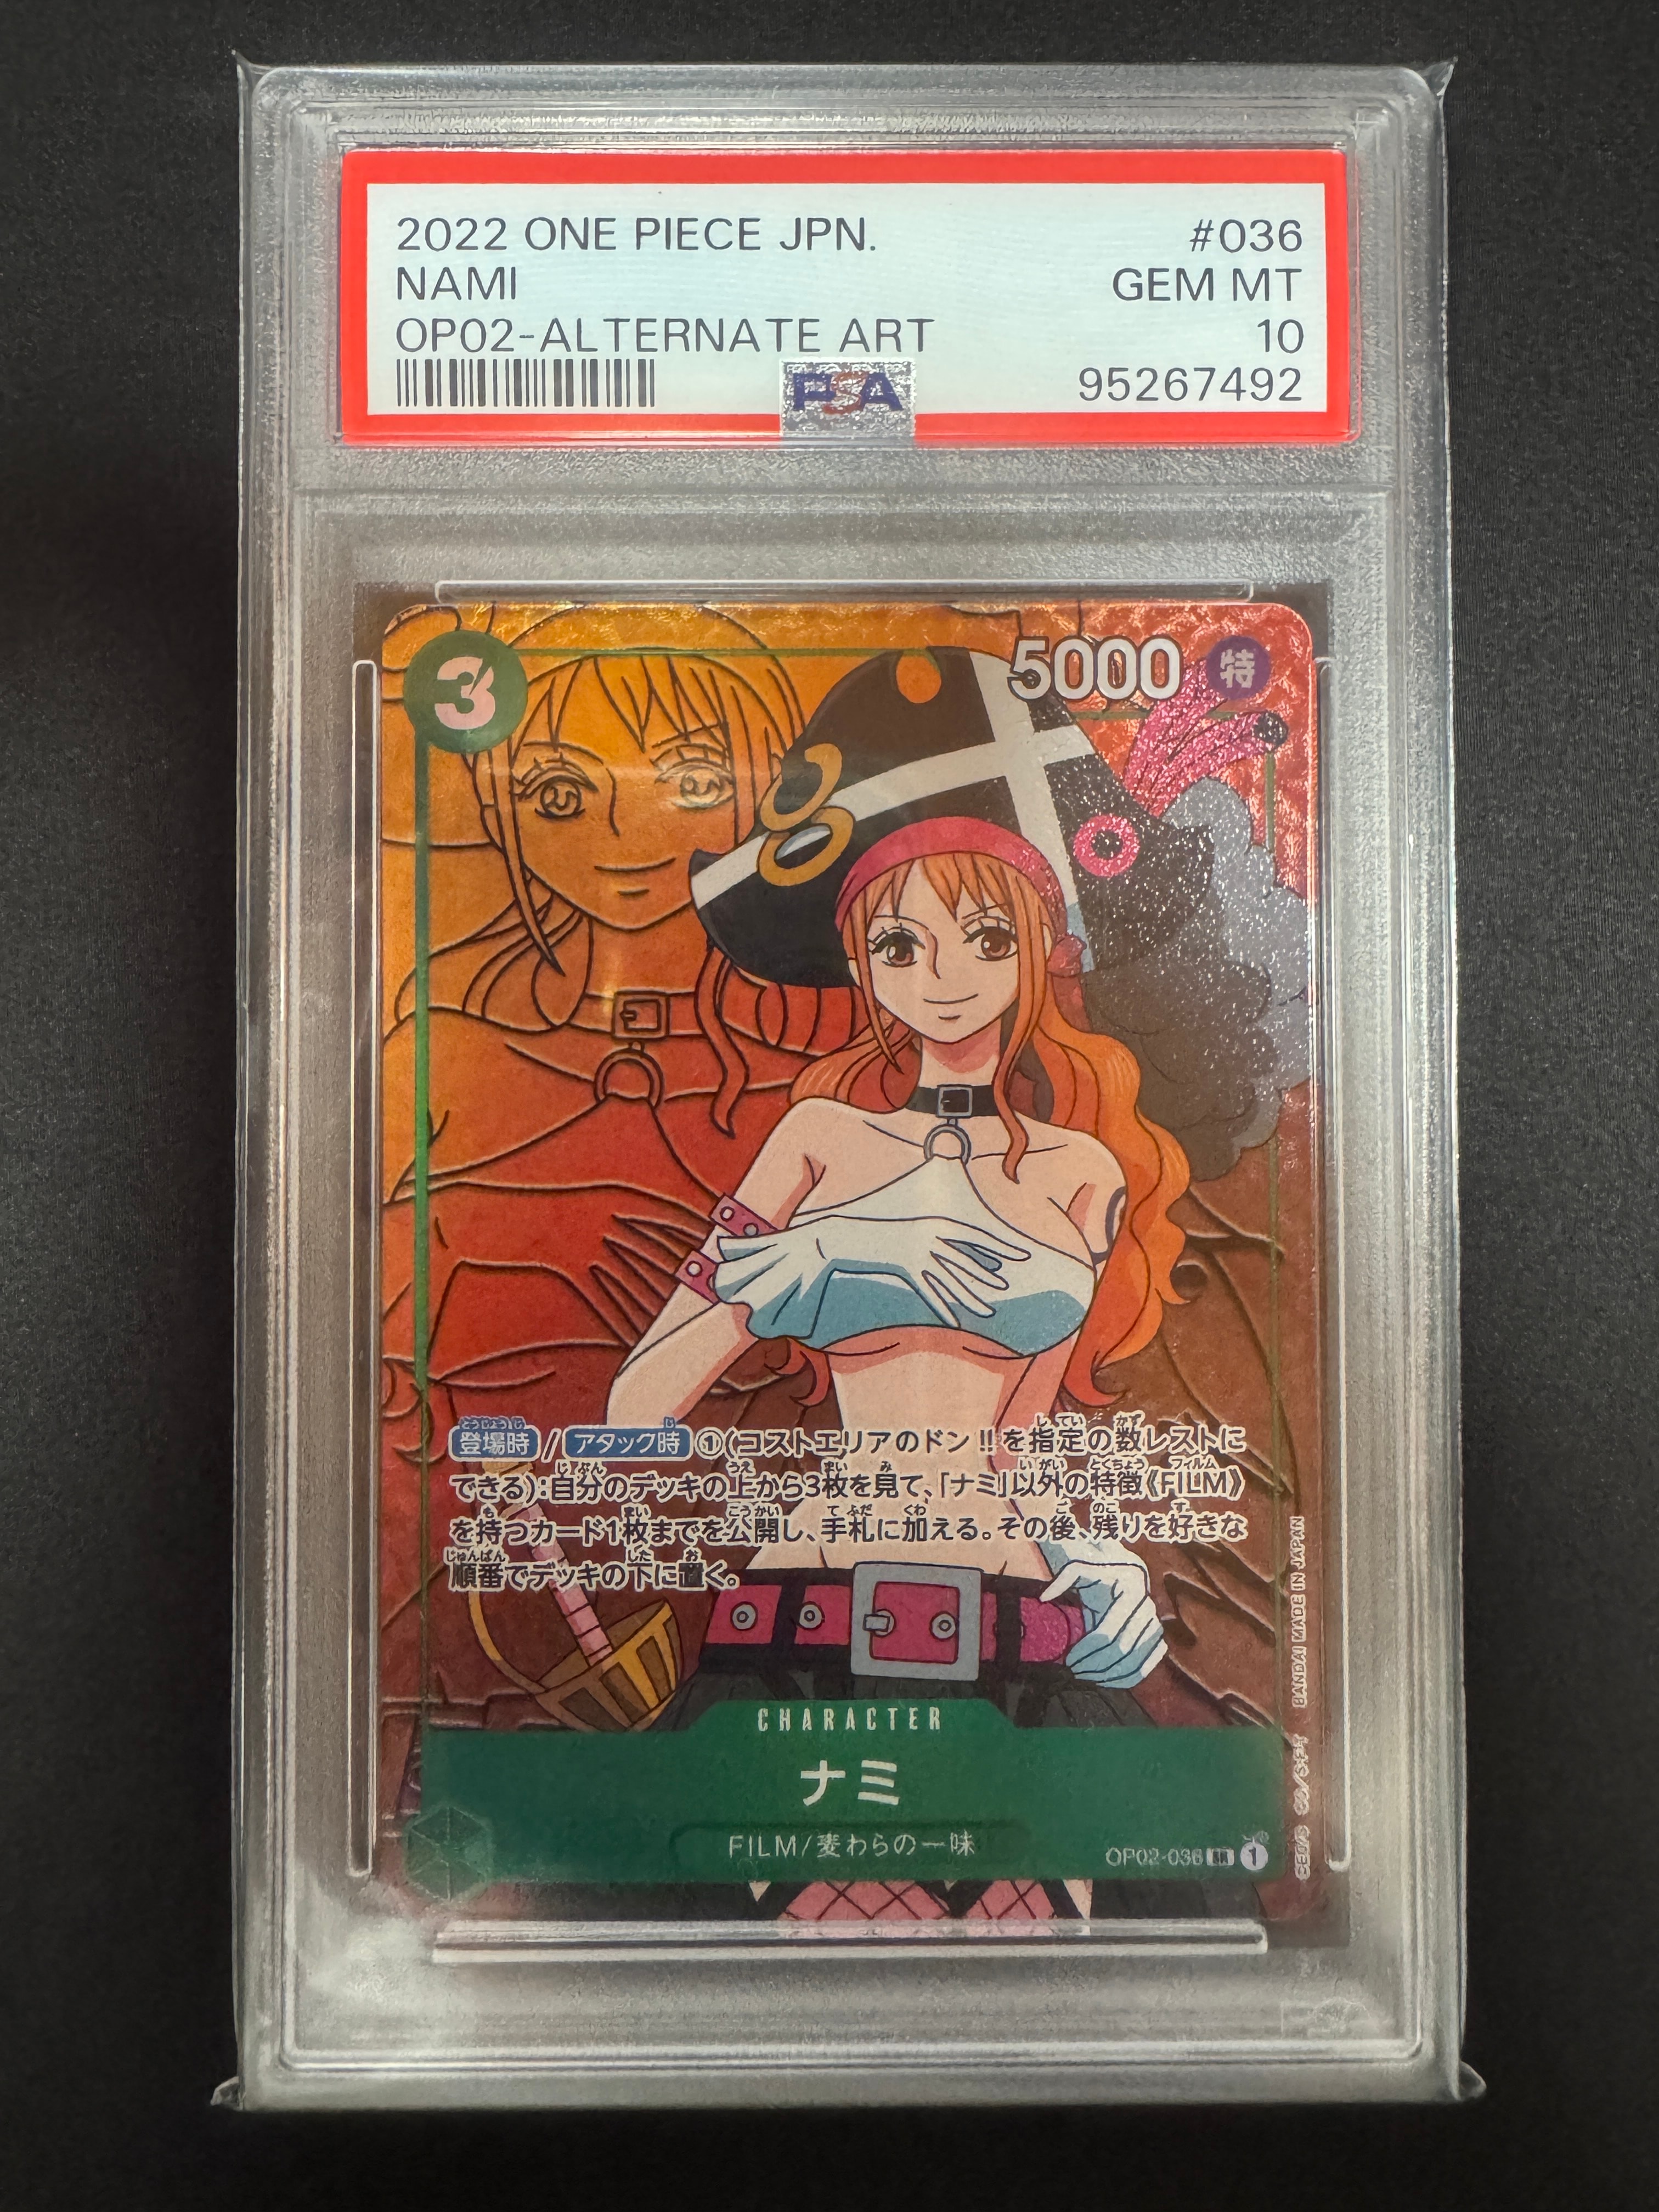 2022 ONE PIECE JPN. #036
NAMI GEM MT
OP02-ALTERNATE ART 10
PSA 95267492
3 5000 特
登場時 / アタック時 ①(コストエリアのドン!!を指定の数レストに
できる):自分のデッキの上から3枚を見て、「ナミ」以外の特徴《FILM》
を持つカード1枚までを公開し、手札に加える。その後、残りを好きな
順番でデッキの下に置く。
CHARACTER
ナミ
FILM/麦わらの一味
OP02-036 SR 1
BANDAI MADE IN JAPAN